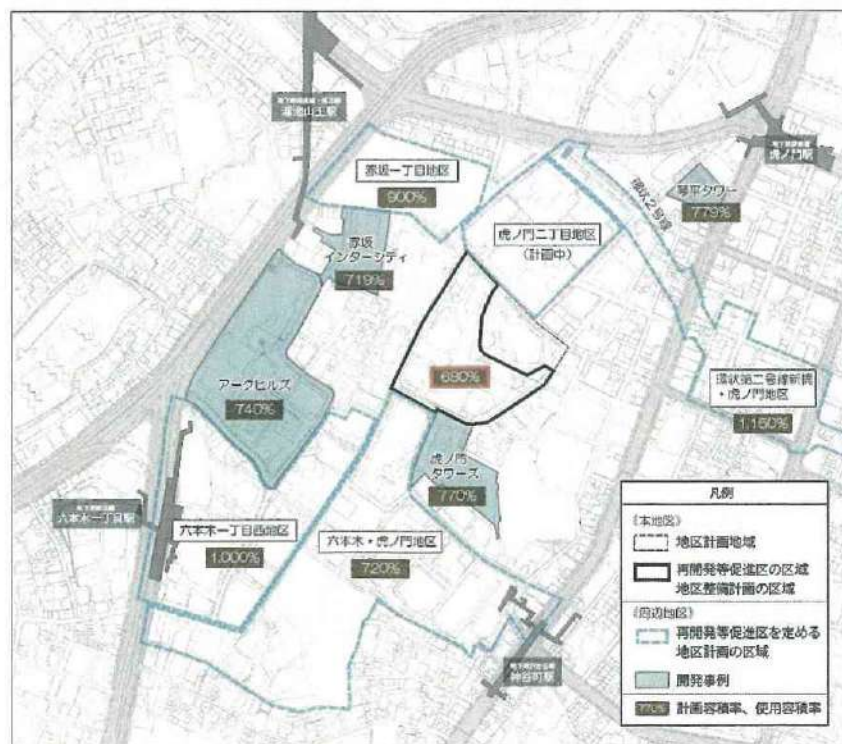 溜池山王駅
虎ノ門駅
赤坂一丁目地区
900%
環状2号線
琴平タワー
779%
虎ノ門二丁目地区
(計画中)
赤坂
インターシティ
719%
680%
アークヒルズ
740%
環状第二号線新橋
・虎ノ門地区
1,150%
虎ノ門
タワーズ
770%
六本木一丁目駅
六本木一丁目西地区
1,000%
六本木・虎ノ門地区
720%
神谷町駅
凡例
(本地区)
地区計画地域
再開発等促進区の区域
地区整備計画の区域
(周辺地区)
再開発等促進区を定める
地区計画の区域
開発事例
770%
計画容積率、使用容積率